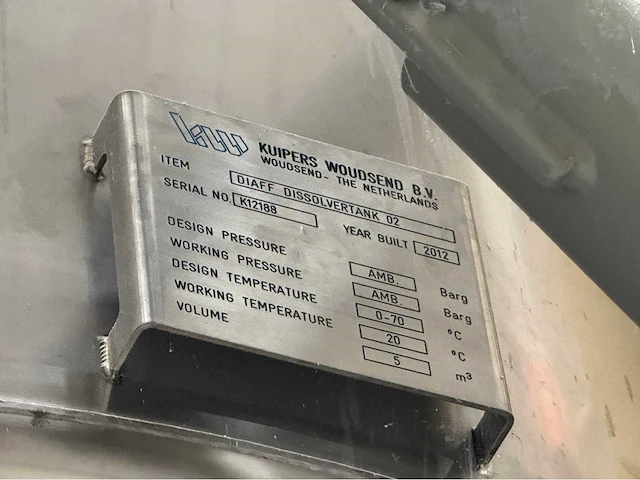 kw KUIPERS WOUDSEND B.V.
WOUDSEND- THE NETHERLANDS
ITEM DIAFF DISSOLVERTANK 02
SERIAL NO. K12188 YEAR BUILT 2012
DESIGN PRESSURE AMB. Barg
WORKING PRESSURE AMB. Barg
DESIGN TEMPERATURE 0-70 °C
WORKING TEMPERATURE 20 °C
VOLUME 5 m³